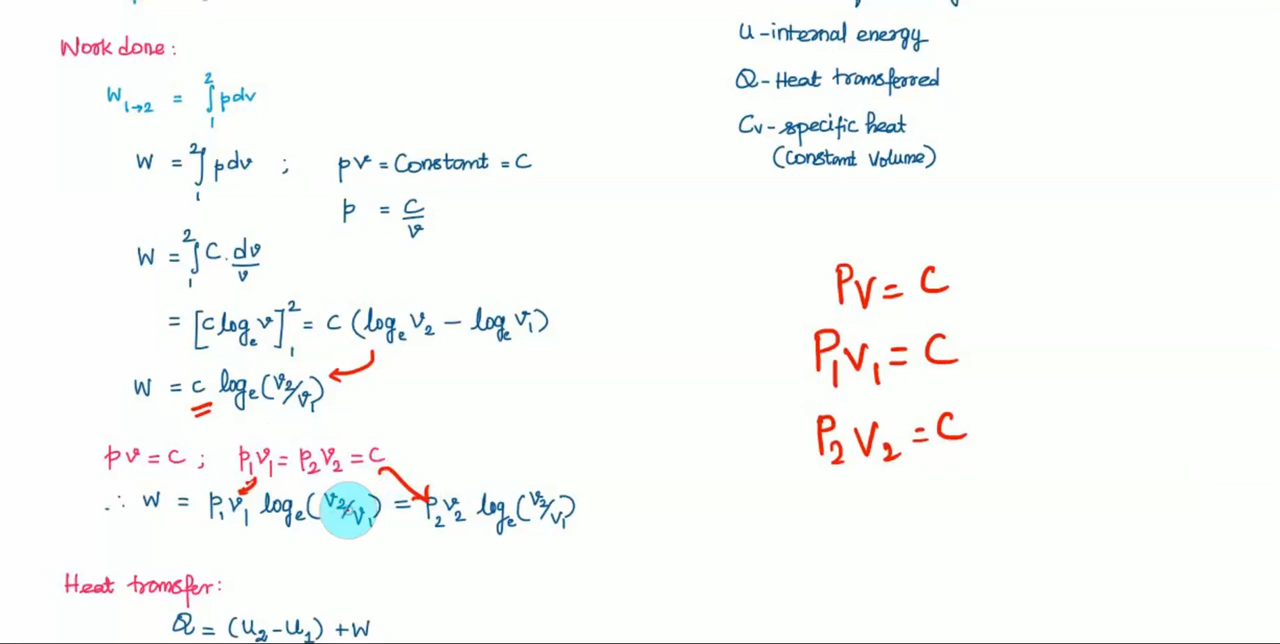 Work done:
W1→2 = ∫₁² pdv
W = ∫₁² pdv ; pv = Constant = C
p = C/v
W = ∫₁² C. dv/v
= [c logₑ v]₁² = c (logₑ v₂ − logₑ v₁)
W = c logₑ(v₂/v₁)
pv = c ; p₁v₁ = p₂v₂ = c
∴ W = p₁v₁ logₑ(v₂/v₁) = p₂v₂ logₑ(v₂/v₁)
Heat transfer:
Q = (u₂−u₁) + W
u - internal energy
Q - Heat transferred
Cv - specific heat
(Constant Volume)
PV = C
P₁V₁ = C
P₂V₂ = C